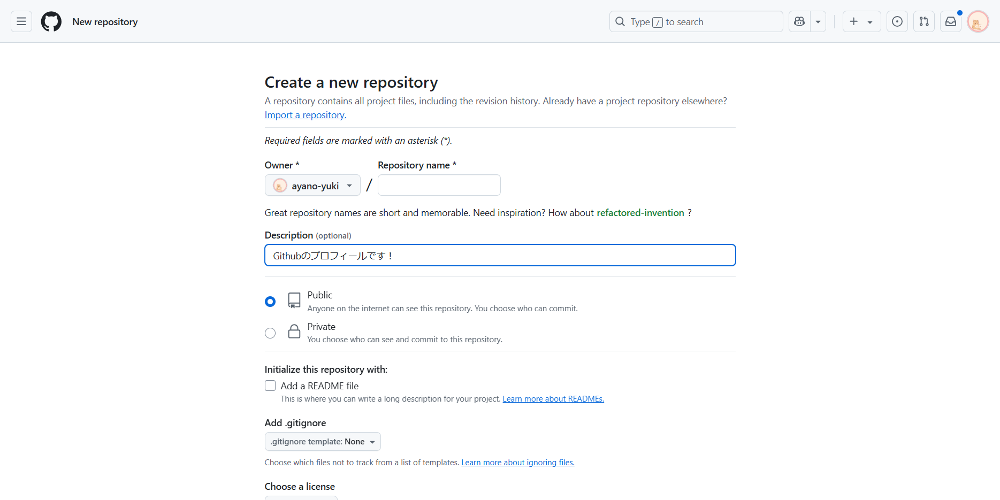 New repository
Type / to search
Create a new repository
A repository contains all project files, including the revision history. Already have a project repository elsewhere?
Import a repository.
Required fields are marked with an asterisk (*).
Owner * Repository name *
ayano-yuki /
Great repository names are short and memorable. Need inspiration? How about refactored-invention ?
Description (optional)
Githubのプロフィールです！
Public
Anyone on the internet can see this repository. You choose who can commit.
Private
You choose who can see and commit to this repository.
Initialize this repository with:
Add a README file
This is where you can write a long description for your project. Learn more about READMEs.
Add .gitignore
.gitignore template: None
Choose which files not to track from a list of templates. Learn more about ignoring files.
Choose a license